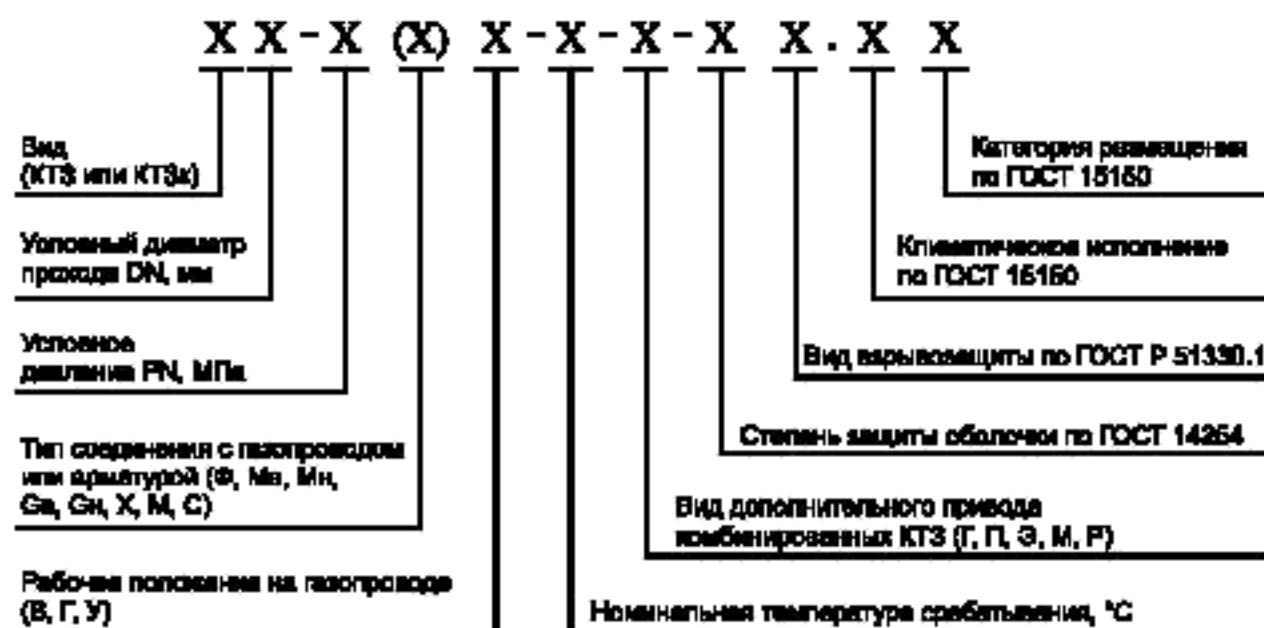 X X - X (X) X - X - X - X X . X X
Вид
(КТЗ или КТЗк)
Условный диаметр
прохода DN, мм
Условное
давление PN, МПа
Тип соединения с газопроводом
или арматурой (Ф, Мв, Мн,
Gв, Gн, X, М, С)
Рабочее положение на газопроводе
(В, Г, У)
Категория размещения
по ГОСТ 15150
Климатическое исполнение
по ГОСТ 15150
Вид взрывозащиты по ГОСТ Р 51330.1
Степень защиты оболочки по ГОСТ 14254
Вид дополнительного привода
комбинированных КТЗ (Г, П, Э, М, Р)
Номинальная температура срабатывания, °С